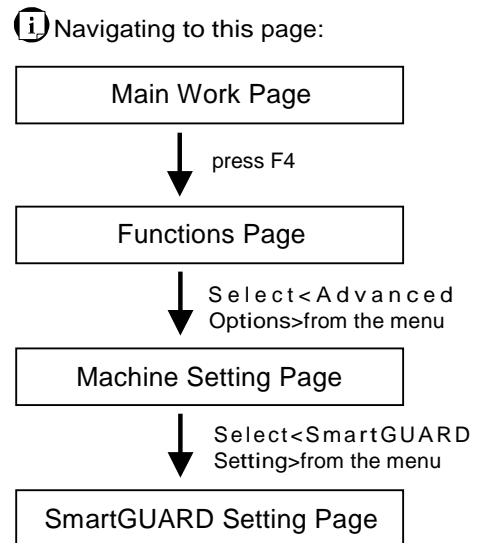 i Navigating to this page:
Main Work Page
press F4
Functions Page
Select<Advanced
Options>from the menu
Machine Setting Page
Select<SmartGUARD
Setting>from the menu
SmartGUARD Setting Page